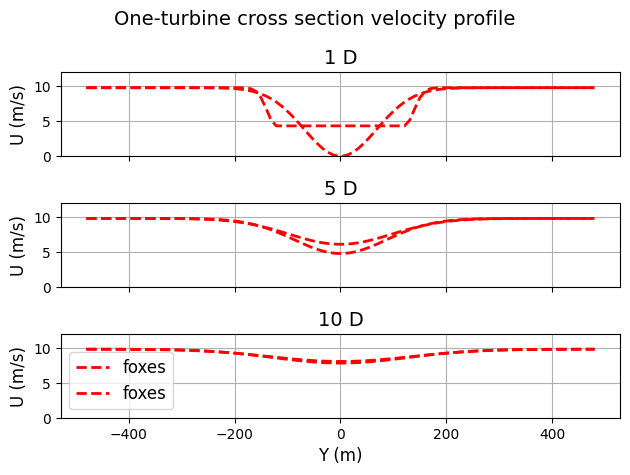 One-turbine cross section velocity profile
1 D
U (m/s)
10
5
0
5 D
U (m/s)
10
5
0
10 D
U (m/s)
10
5
0
foxes
foxes
−400 −200 0 200 400
Y (m)